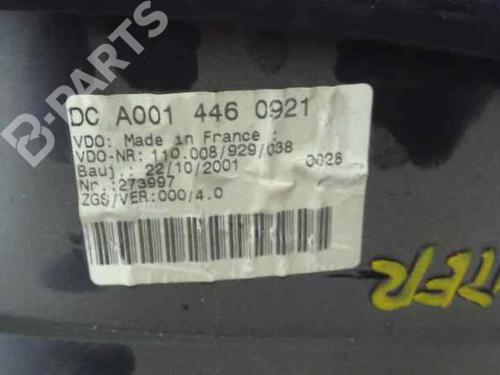 B-PARTS
DC A001 446 0921
VDO: Made in France :
VDO-NR: 110.008/929/038
Bauj.: 22/10/2001 0028
Nr.:273997
ZGS/VER:000/4.0